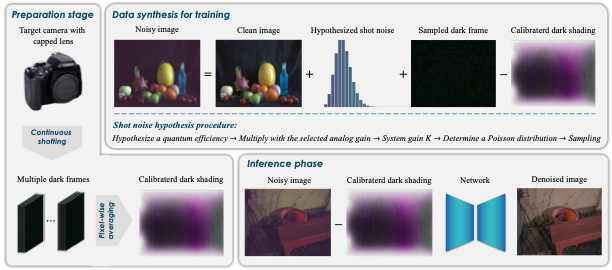 Preparation stage
Target camera with
capped lens
Continuous
shotting
Multiple dark frames
...
Pixel-wise
averaging
Calibraterd dark shading
Data synthesis for training
Noisy image
Clean image
Hypothesized shot noise
Sampled dark frame
Calibraterd dark shading
=
+
+
−
Shot noise hypothesis procedure:
Hypothesize a quantum efficiency → Multiply with the selected analog gain → System gain K → Determine a Poisson distribution → Sampling
Inference phase
Noisy image
Calibraterd dark shading
Network
Denoised image
−